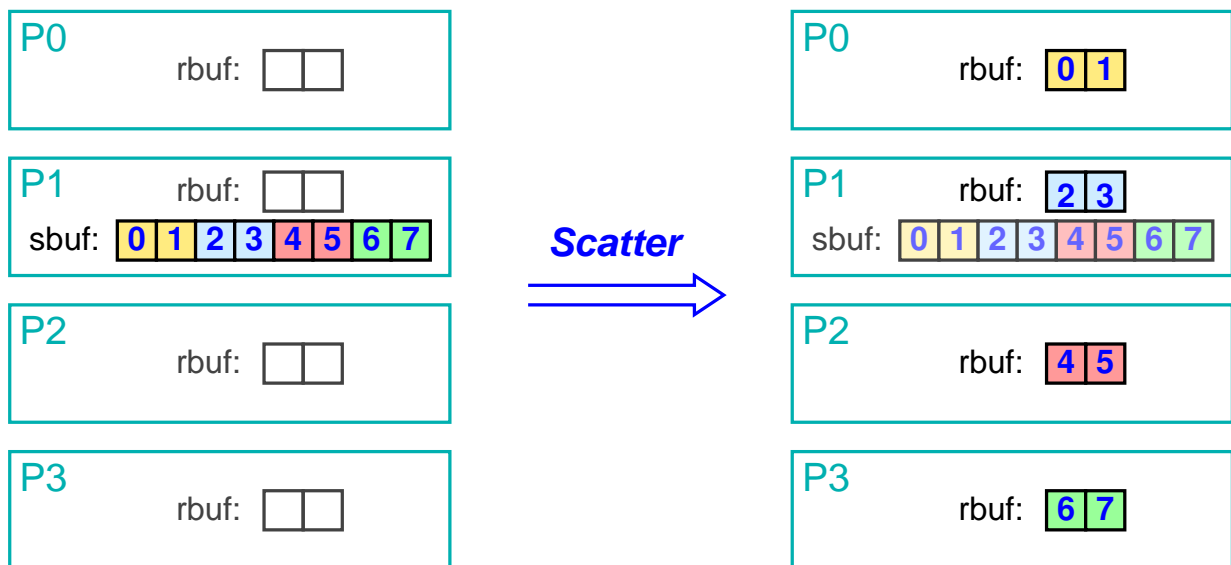 P0
rbuf:
P1
rbuf:
sbuf: 0 1 2 3 4 5 6 7
P2
rbuf:
P3
rbuf:
Scatter
P0
rbuf: 0 1
P1
rbuf: 2 3
sbuf: 0 1 2 3 4 5 6 7
P2
rbuf: 4 5
P3
rbuf: 6 7